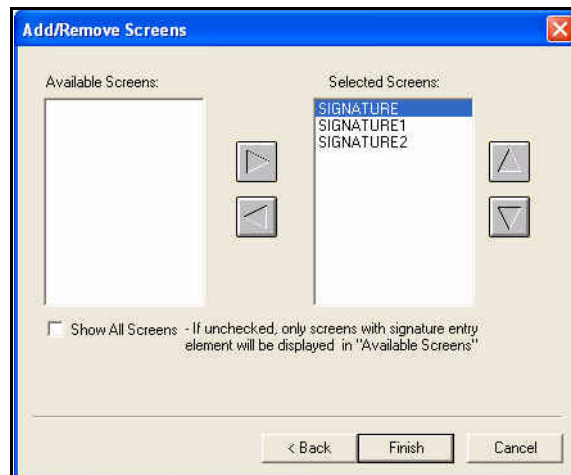 Add/Remove Screens
Available Screens:
Selected Screens:
SIGNATURE
SIGNATURE1
SIGNATURE2
Show All Screens - If unchecked, only screens with signature entry
element will be displayed in "Available Screens"
< Back
Finish
Cancel